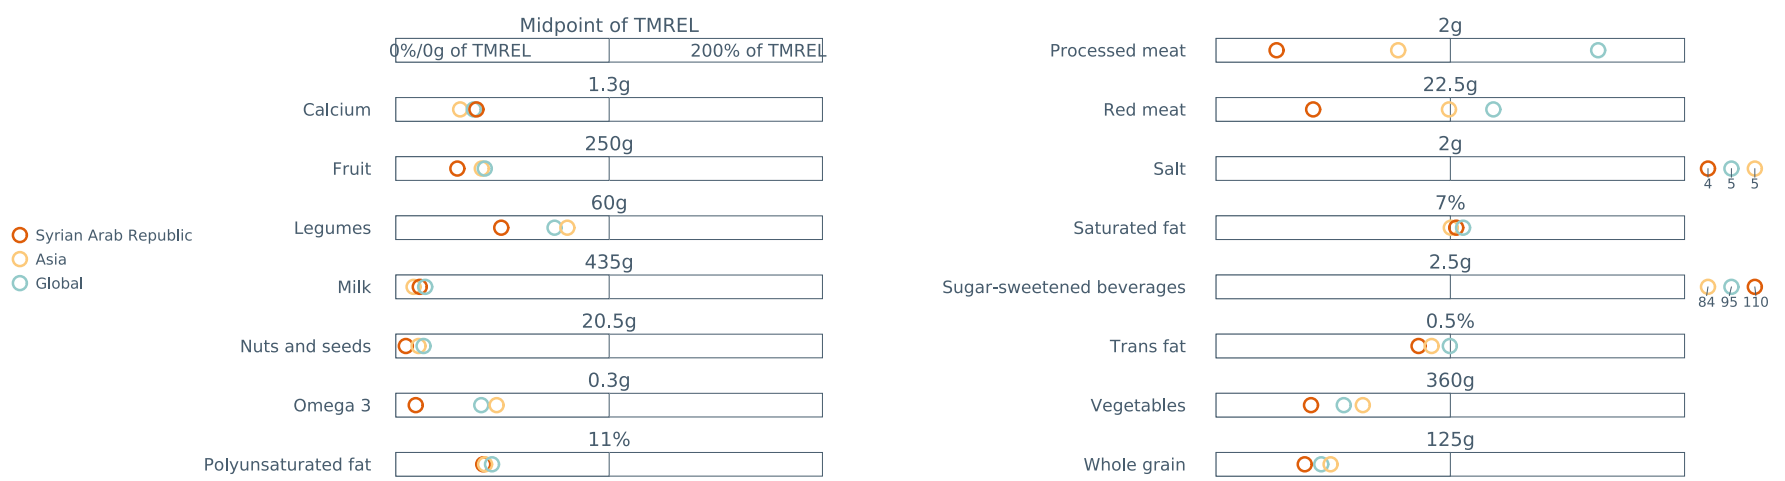 Midpoint of TMREL
0%/0g of TMREL 200% of TMREL
1.3g
Calcium
250g
Fruit
60g
Legumes
435g
Milk
20.5g
Nuts and seeds
0.3g
Omega 3
11%
Polyunsaturated fat
Syrian Arab Republic
Asia
Global
2g
Processed meat
22.5g
Red meat
2g
Salt
4 5 5
7%
Saturated fat
2.5g
Sugar-sweetened beverages
84 95 110
0.5%
Trans fat
360g
Vegetables
125g
Whole grain